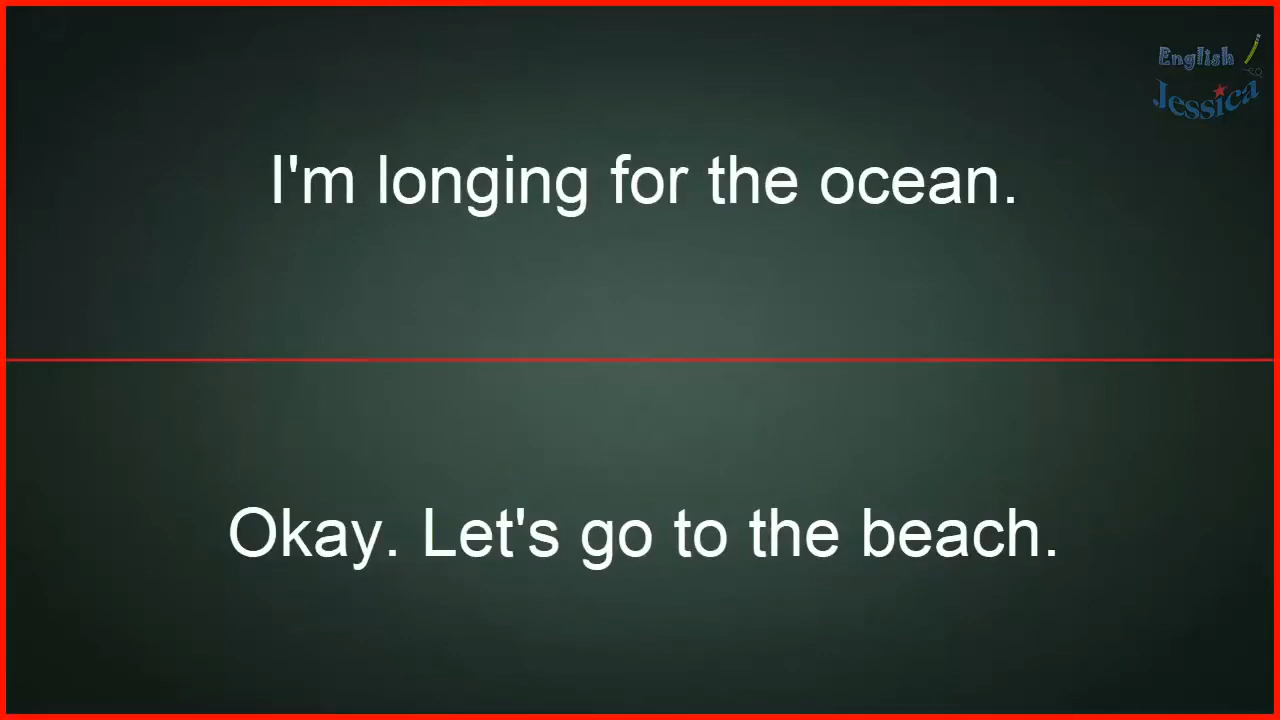 English
Jessica
I'm longing for the ocean.
Okay. Let's go to the beach.